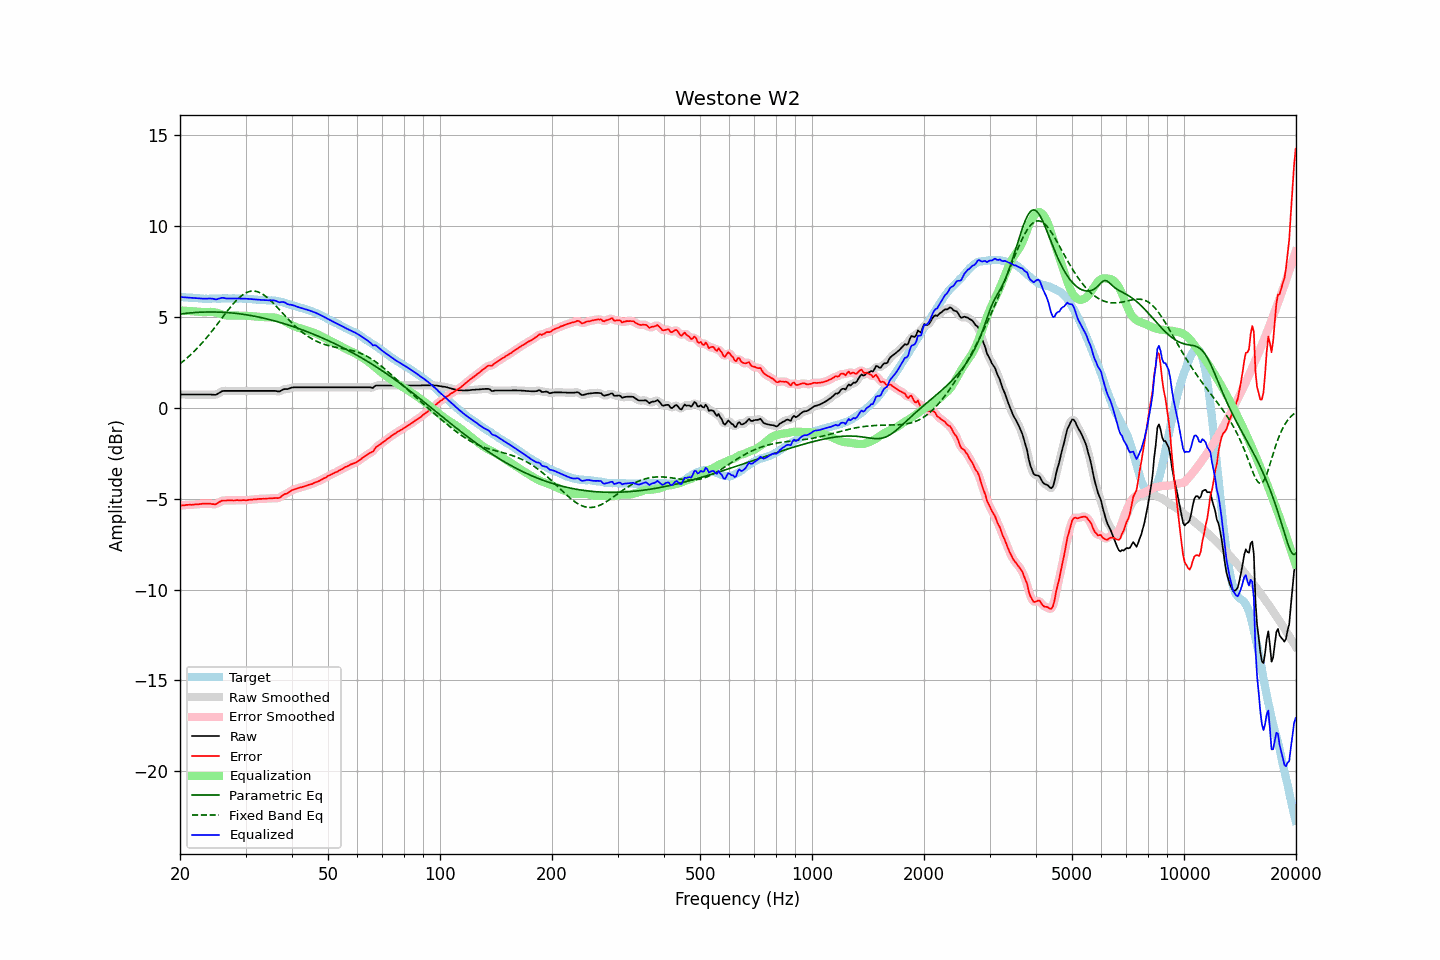 Westone W2
15
10
5
0
−5
−10
−15
−20
Amplitude (dBr)
Target
Raw Smoothed
Error Smoothed
Raw
Error
Equalization
Parametric Eq
Fixed Band Eq
Equalized
20 50 100 200 500 1000 2000 5000 10000 20000
Frequency (Hz)